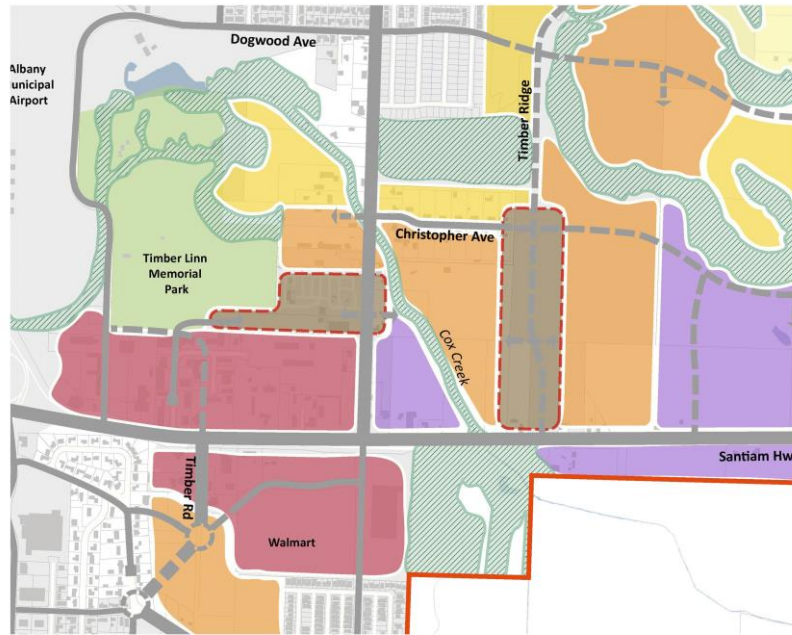 Dogwood Ave
Albany
unicipal
Airport
Timber Ridge
Christopher Ave
Timber Linn
Memorial
Park
Cox Creek
Santiam Hw
Timber Rd
Walmart